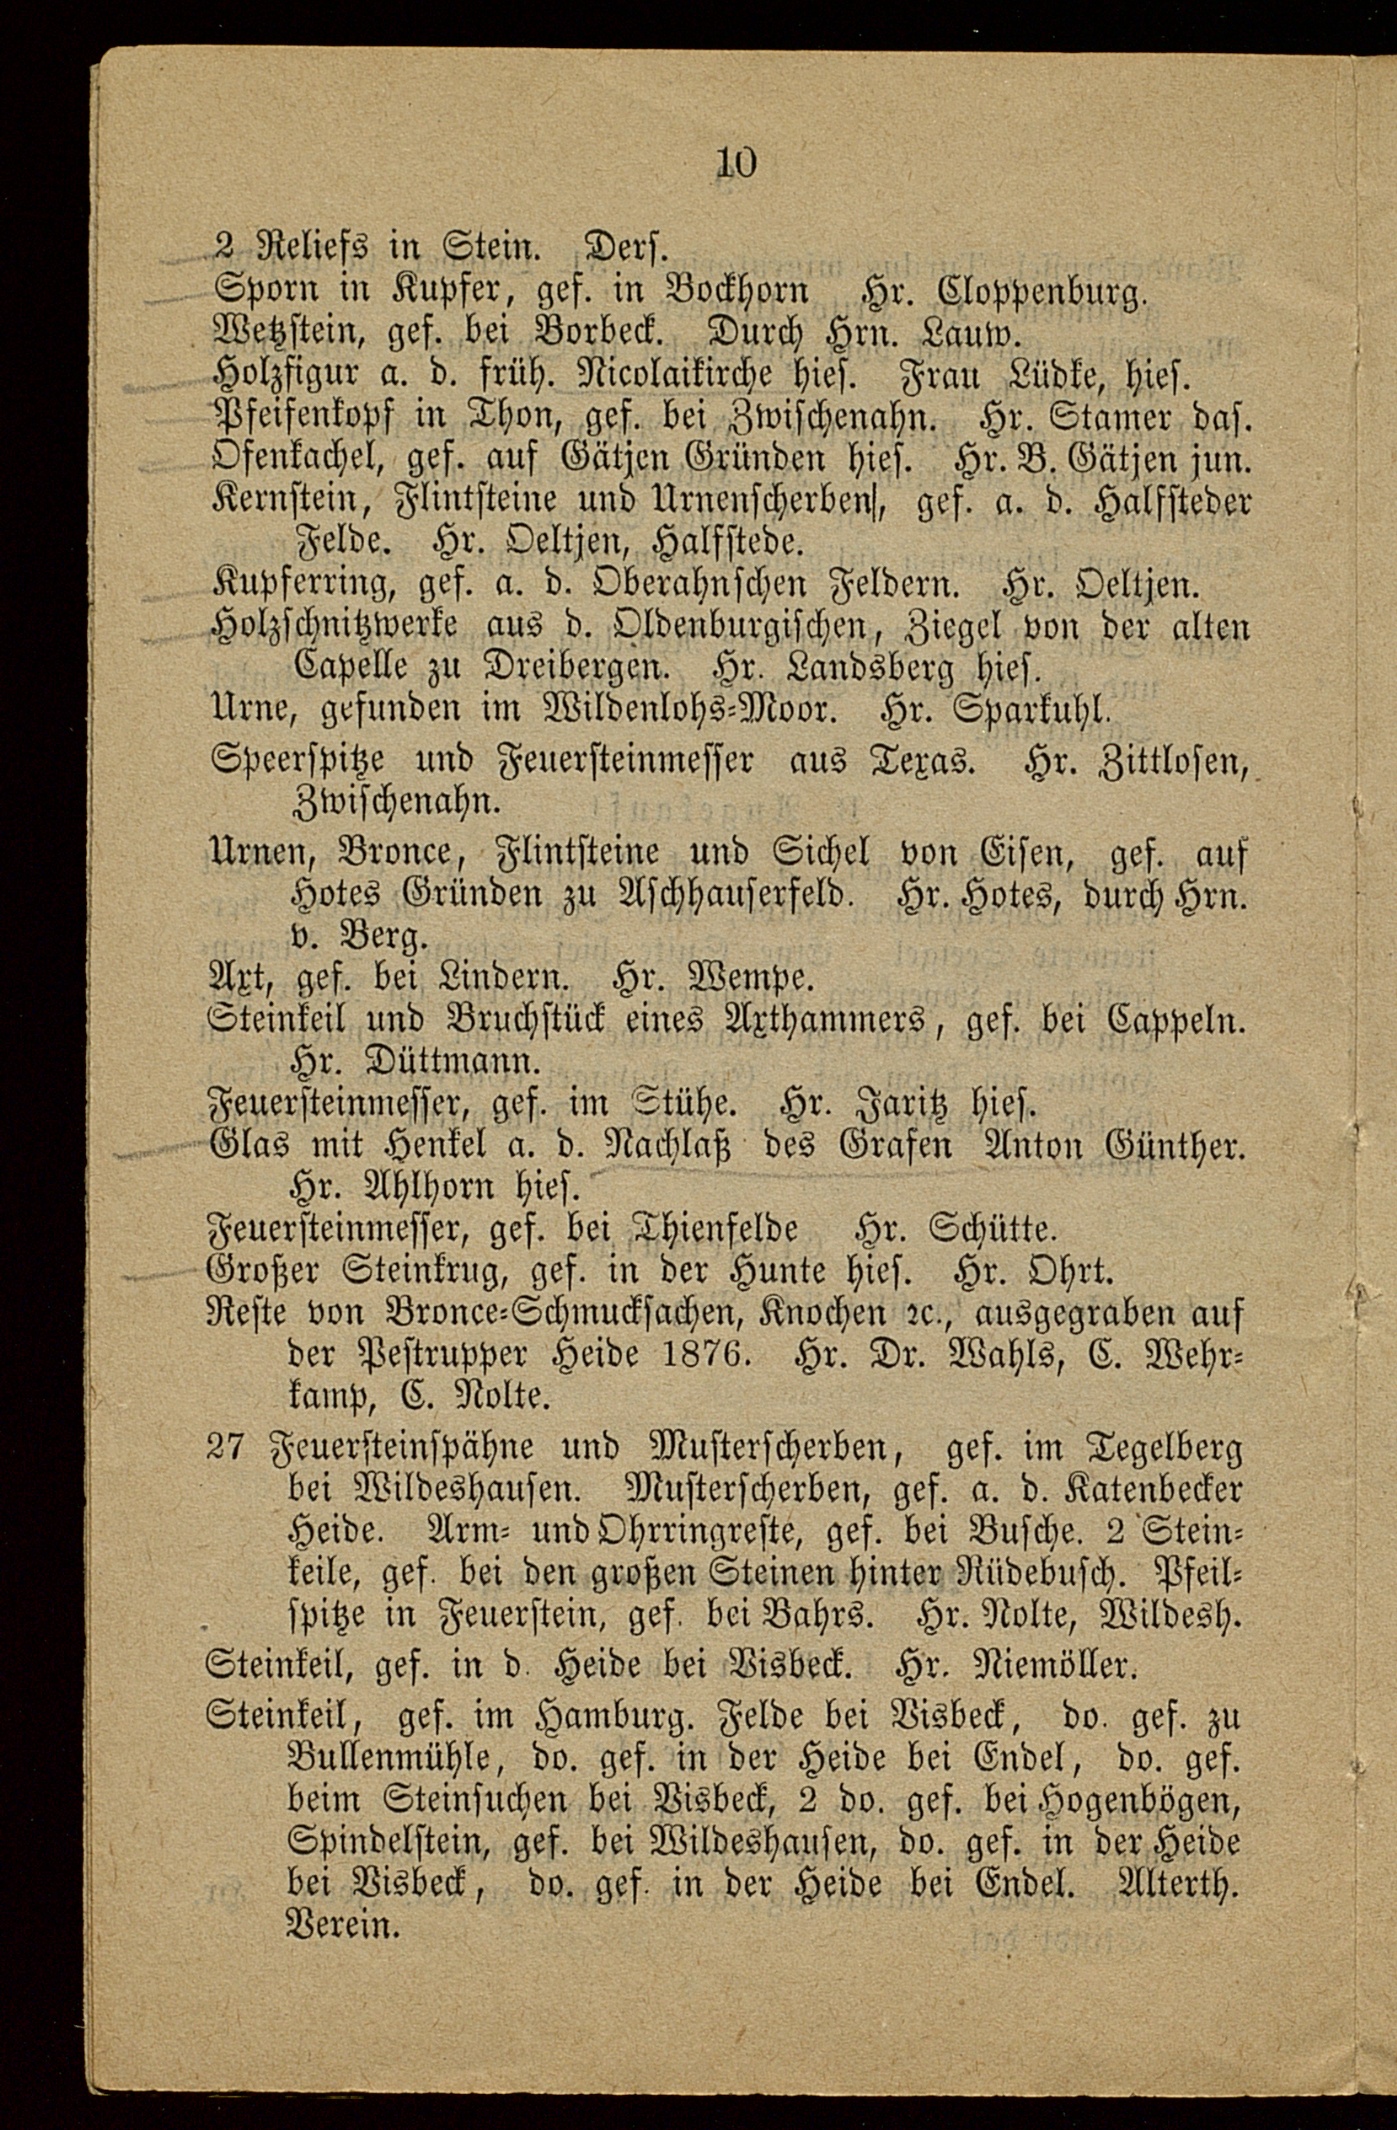 10
2 Reliefs in Stein. Ders.
Sporn in Kupfer, gef. in Bockhorn Hr. Cloppenburg.
Wetzstein, gef. bei Borbeck. Durch Hrn. Lauw.
Holzfigur a. d. früh. Nicolaikirche hies. Frau Lüdke, hies.
Pfeifenkopf in Thon, gef. bei Zwischenahn. Hr. Stamer das.
Ofenkachel, gef. auf Gätjen Gründen hies. Hr. B. Gätjen jun.
Kernstein, Flintsteine und Urnenscherben|, gef. a. d. Halfsteder
Felde. Hr. Oeltjen, Halfstede.
Kupferring, gef. a. d. Oberahnschen Feldern. Hr. Oeltjen.
Holzschnitzwerke aus d. Oldenburgischen, Ziegel von der alten
Capelle zu Dreibergen. Hr. Landsberg hies.
Urne, gefunden im Wildenlohs-Moor. Hr. Sparkuhl.
Speerspitze und Feuersteinmesser aus Texas. Hr. Zittlosen,
Zwischenahn.
Urnen, Bronce, Flintsteine und Sichel von Eisen, gef. auf
Hotes Gründen zu Aschhauserfeld. Hr. Hotes, durch Hrn.
v. Berg.
Axt, gef. bei Lindern. Hr. Wempe.
Steinkeil und Bruchstück eines Axthammers, gef. bei Cappeln.
Hr. Düttmann.
Feuersteinmesser, gef. im Stühe. Hr. Jaritz hies.
Glas mit Henkel a. d. Nachlaß des Grafen Anton Günther.
Hr. Ahlhorn hies.
Feuersteinmesser, gef. bei Thienfelde Hr. Schütte.
Großer Steinkrug, gef. in der Hunte hies. Hr. Ohrt.
Reste von Bronce-Schmucksachen, Knochen ꝛc., ausgegraben auf
der Pestrupper Heide 1876. Hr. Dr. Wahls, C. Wehr-
kamp, C. Nolte.
27 Feuersteinspähne und Musterscherben, gef. im Tegelberg
bei Wildeshausen. Musterscherben, gef. a. d. Katenbecker
Heide. Arm- und Ohrringreste, gef. bei Busche. 2 Stein-
keile, gef. bei den großen Steinen hinter Rüdebusch. Pfeil-
spitze in Feuerstein, gef. bei Bahrs. Hr. Nolte, Wildesh.
Steinkeil, gef. in d. Heide bei Visbeck. Hr. Niemöller.
Steinkeil, gef. im Hamburg. Felde bei Visbeck, do. gef. zu
Bullenmühle, do. gef. in der Heide bei Endel, do. gef.
beim Steinsuchen bei Visbeck, 2 do. gef. bei Hogenbögen,
Spindelstein, gef. bei Wildeshausen, do. gef. in der Heide
bei Visbeck, do. gef. in der Heide bei Endel. Alterth.
Verein.